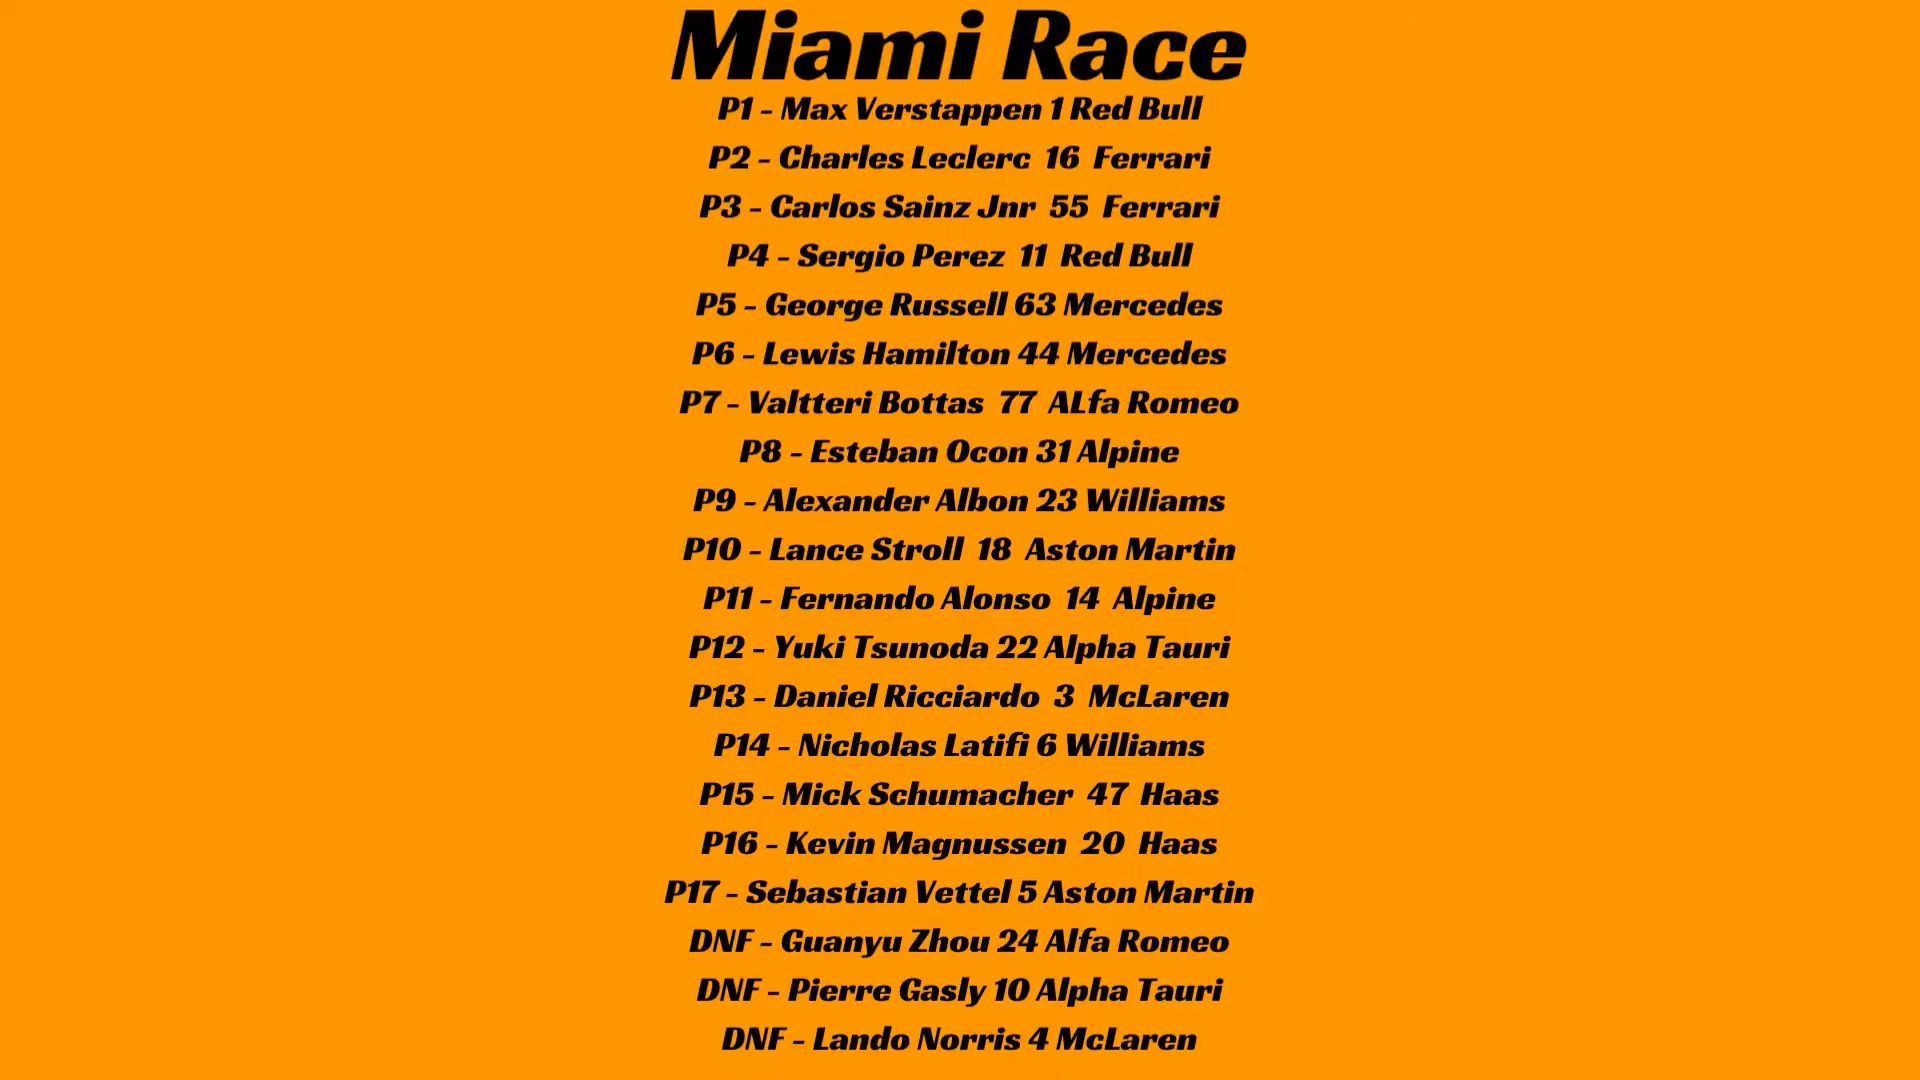 Miami Race
P1 - Max Verstappen 1 Red Bull
P2 - Charles Leclerc 16 Ferrari
P3 - Carlos Sainz Jnr 55 Ferrari
P4 - Sergio Perez 11 Red Bull
P5 - George Russell 63 Mercedes
P6 - Lewis Hamilton 44 Mercedes
P7 - Valtteri Bottas 77 ALfa Romeo
P8 - Esteban Ocon 31 Alpine
P9 - Alexander Albon 23 Williams
P10 - Lance Stroll 18 Aston Martin
P11 - Fernando Alonso 14 Alpine
P12 - Yuki Tsunoda 22 Alpha Tauri
P13 - Daniel Ricciardo 3 McLaren
P14 - Nicholas Latifi 6 Williams
P15 - Mick Schumacher 47 Haas
P16 - Kevin Magnussen 20 Haas
P17 - Sebastian Vettel 5 Aston Martin
DNF - Guanyu Zhou 24 Alfa Romeo
DNF - Pierre Gasly 10 Alpha Tauri
DNF - Lando Norris 4 McLaren